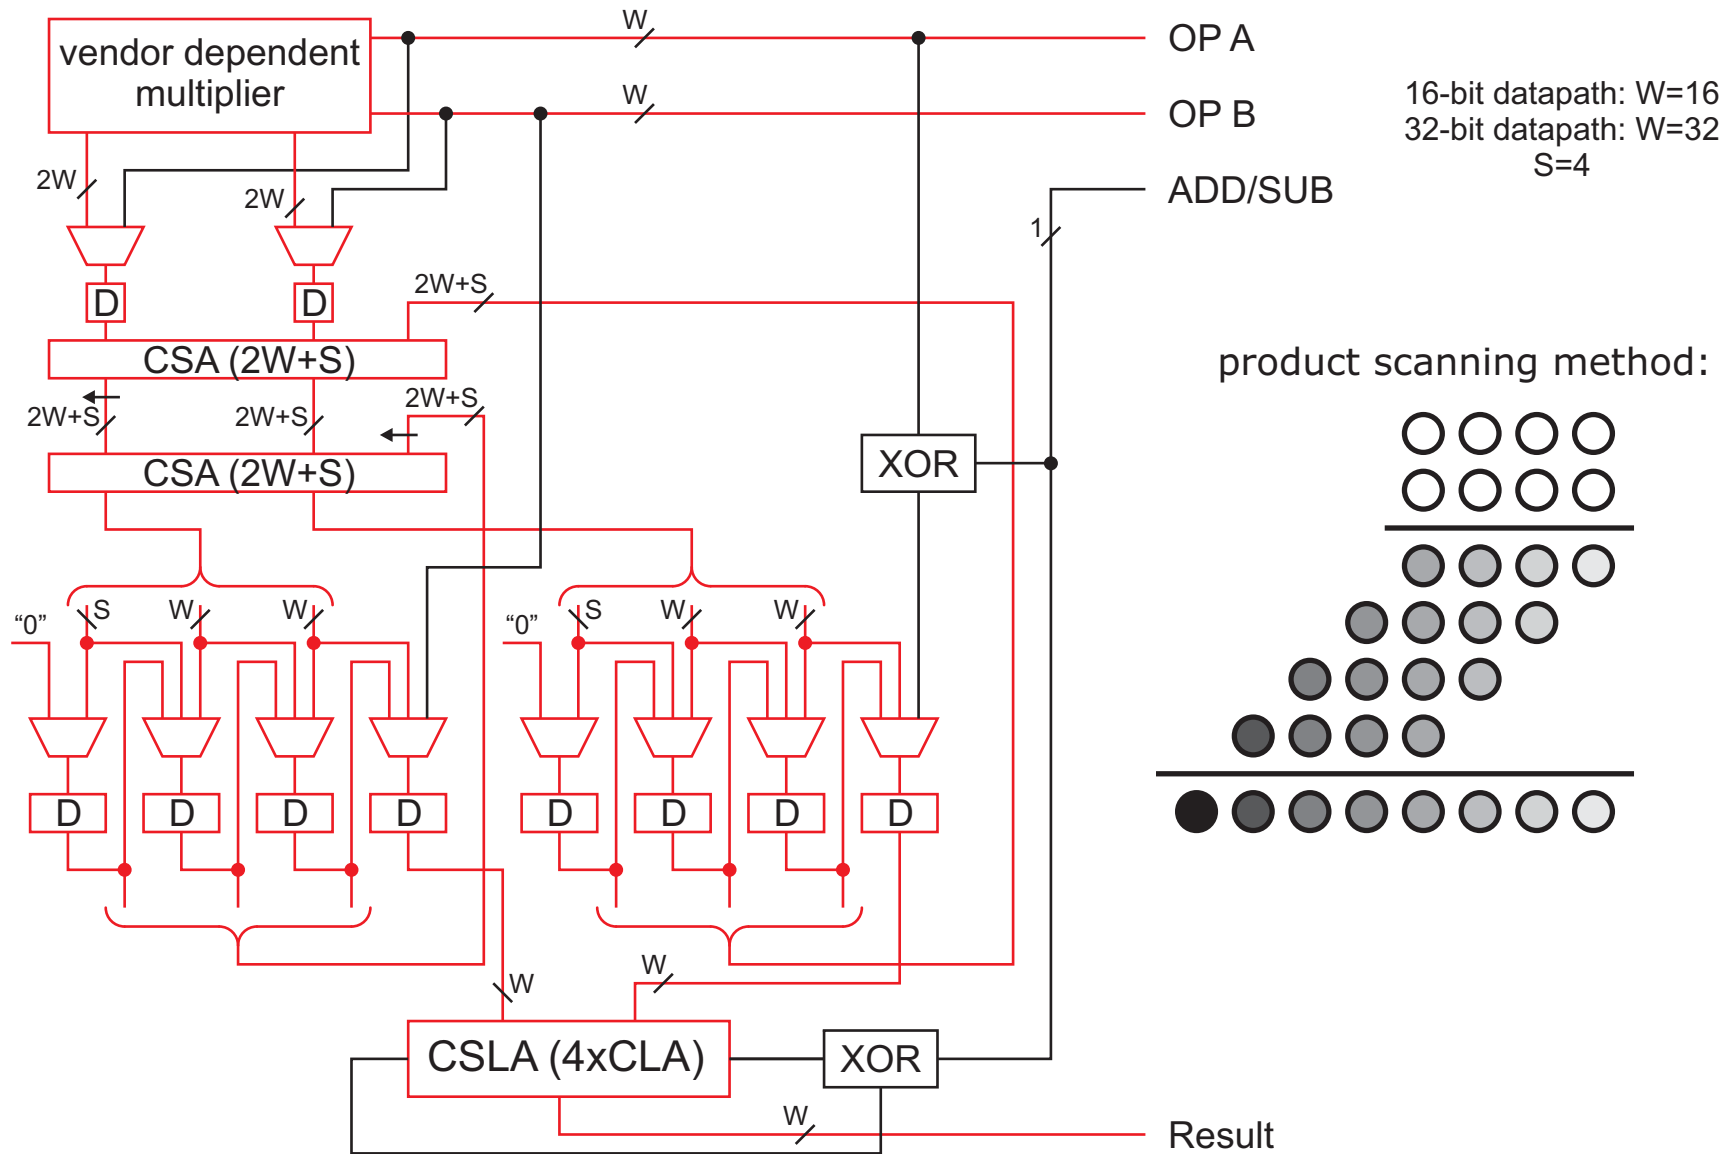 vendor dependent
multiplier
W
OP A
W
OP B
16-bit datapath: W=16
32-bit datapath: W=32
S=4
2W
2W
ADD/SUB
1
D
D
2W+S
CSA (2W+S)
product scanning method:
2W+S
2W+S
2W+S
CSA (2W+S)
XOR
"0"
S
W
W
"0"
S
W
W
D
D
D
D
D
D
D
D
W
W
CSLA (4xCLA)
XOR
W
Result